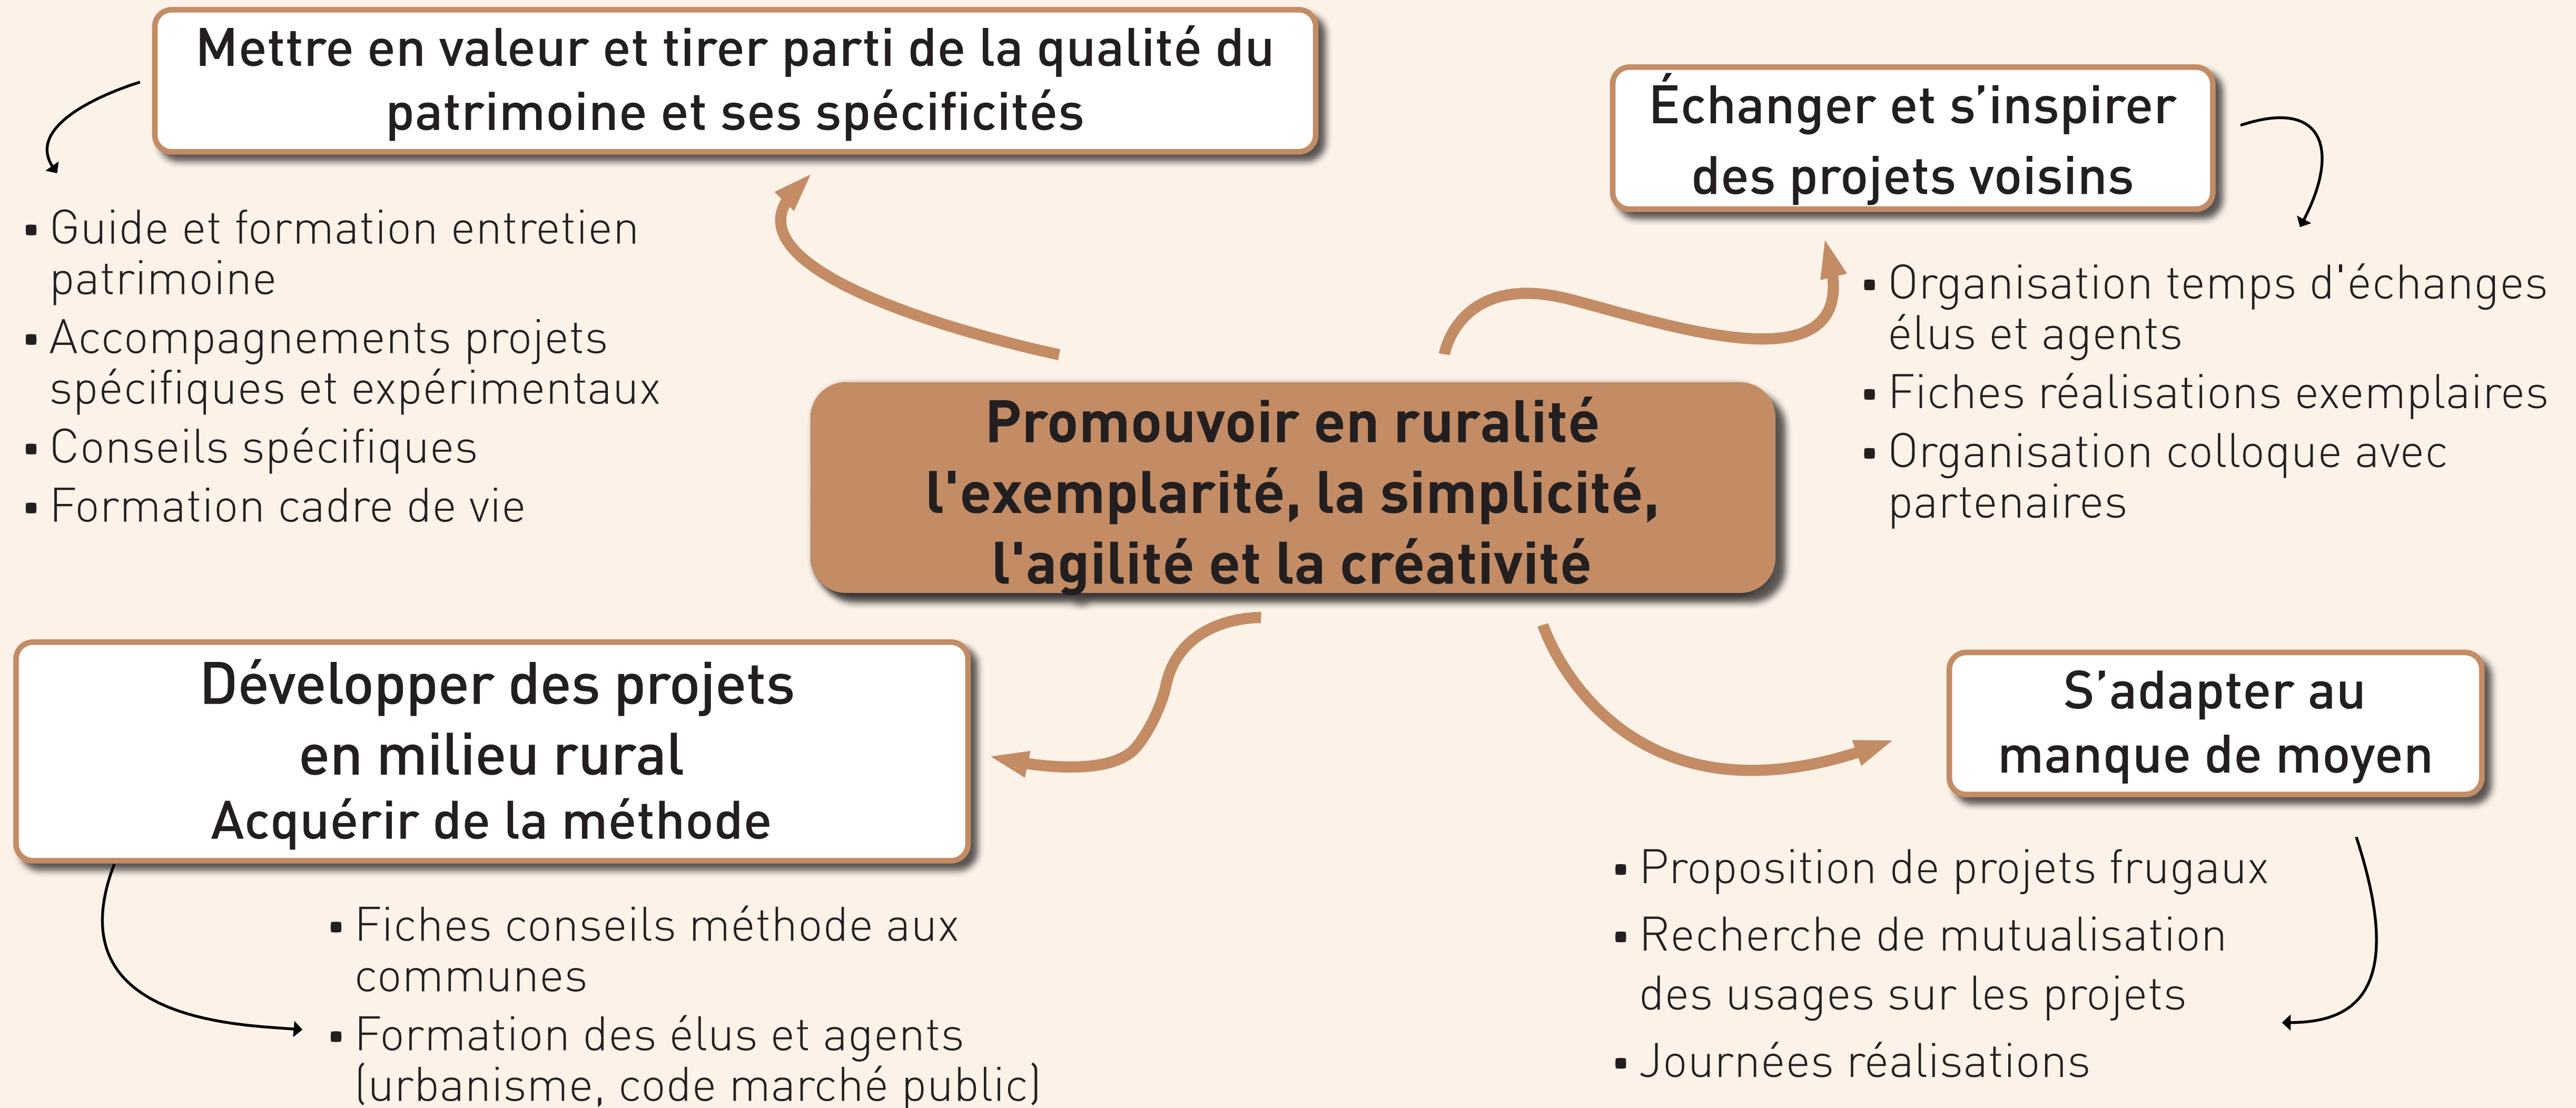 Mettre en valeur et tirer parti de la qualité du
patrimoine et ses spécificités
▪ Guide et formation entretien
patrimoine
▪ Accompagnements projets
spécifiques et expérimentaux
▪ Conseils spécifiques
▪ Formation cadre de vie
Échanger et s’inspirer
des projets voisins
▪ Organisation temps d'échanges
élus et agents
▪ Fiches réalisations exemplaires
▪ Organisation colloque avec
partenaires
Promouvoir en ruralité
l'exemplarité, la simplicité,
l'agilité et la créativité
Développer des projets
en milieu rural
Acquérir de la méthode
▪ Fiches conseils méthode aux
communes
▪ Formation des élus et agents
(urbanisme, code marché public)
S’adapter au
manque de moyen
▪ Proposition de projets frugaux
▪ Recherche de mutualisation
des usages sur les projets
▪ Journées réalisations